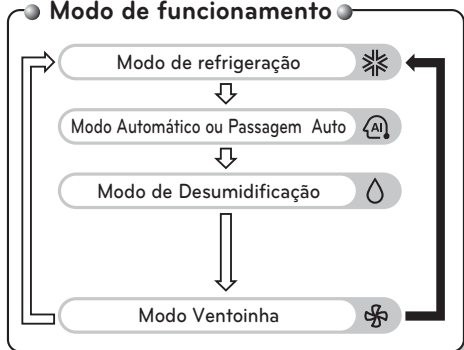 Modo de funcionamento
Modo de refrigeração
Modo Automático ou Passagem Auto
AI
Modo de Desumidificação
Modo Ventoinha